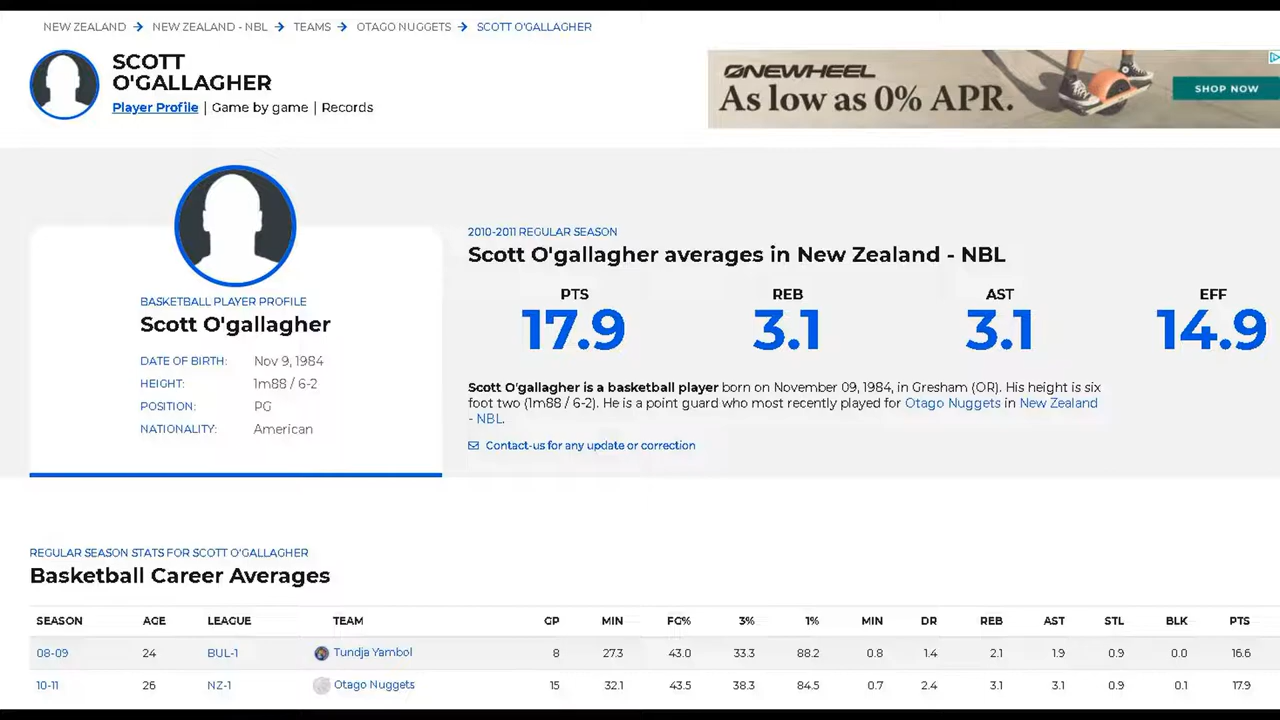 NEW ZEALAND → NEW ZEALAND - NBL → TEAMS → OTAGO NUGGETS → SCOTT O'GALLAGHER
SCOTT
O'GALLAGHER
Player Profile | Game by game | Records
ONEWHEEL
As low as 0% APR.
SHOP NOW
BASKETBALL PLAYER PROFILE
Scott O'gallagher
DATE OF BIRTH: Nov 9, 1984
HEIGHT: 1m88 / 6-2
POSITION: PG
NATIONALITY: American
2010-2011 REGULAR SEASON
Scott O'gallagher averages in New Zealand - NBL
PTS REB AST EFF
17.9 3.1 3.1 14.9
Scott O'gallagher is a basketball player born on November 09, 1984, in Gresham (OR). His height is six
foot two (1m88 / 6-2). He is a point guard who most recently played for Otago Nuggets in New Zealand
- NBL.
Contact-us for any update or correction
REGULAR SEASON STATS FOR SCOTT O'GALLAGHER
Basketball Career Averages
SEASON AGE LEAGUE TEAM GP MIN FG% 3% 1% MIN DR REB AST STL BLK PTS
08-09 24 BUL-1 Tundja Yambol 8 27.3 43.0 33.3 88.2 0.8 1.4 2.1 1.9 0.9 0.0 16.6
10-11 26 NZ-1 Otago Nuggets 15 32.1 43.5 38.3 84.5 0.7 2.4 3.1 3.1 0.9 0.1 17.9